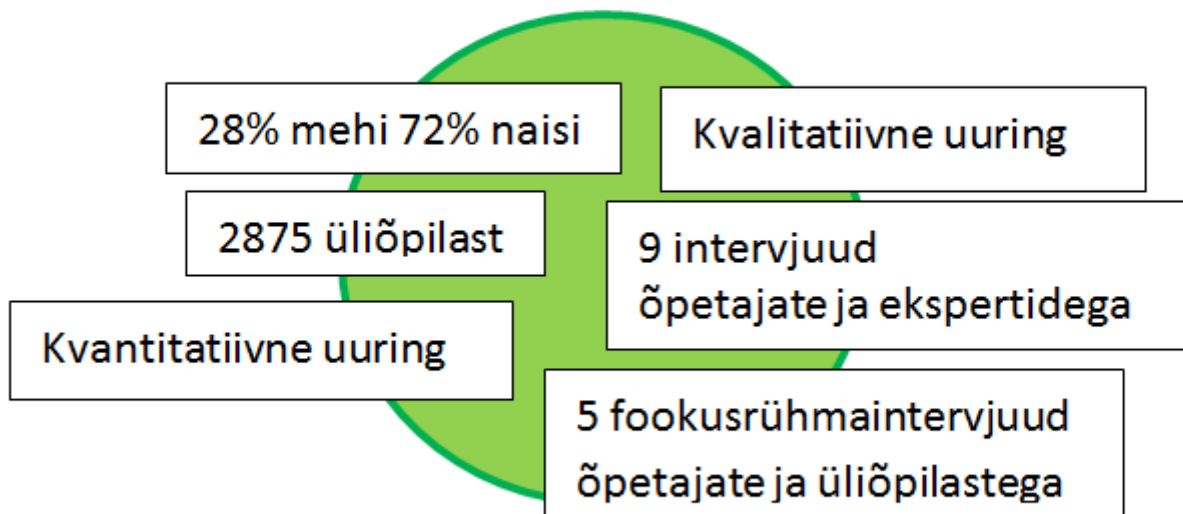 28% mehi 72% naisi
2875 üliõpilast
Kvantitatiivne uuring
Kvalitatiivne uuring
9 intervjuud
õpetajate ja ekspertidega
5 fookusrühmaintervjuud
õpetajate ja üliõpilastega